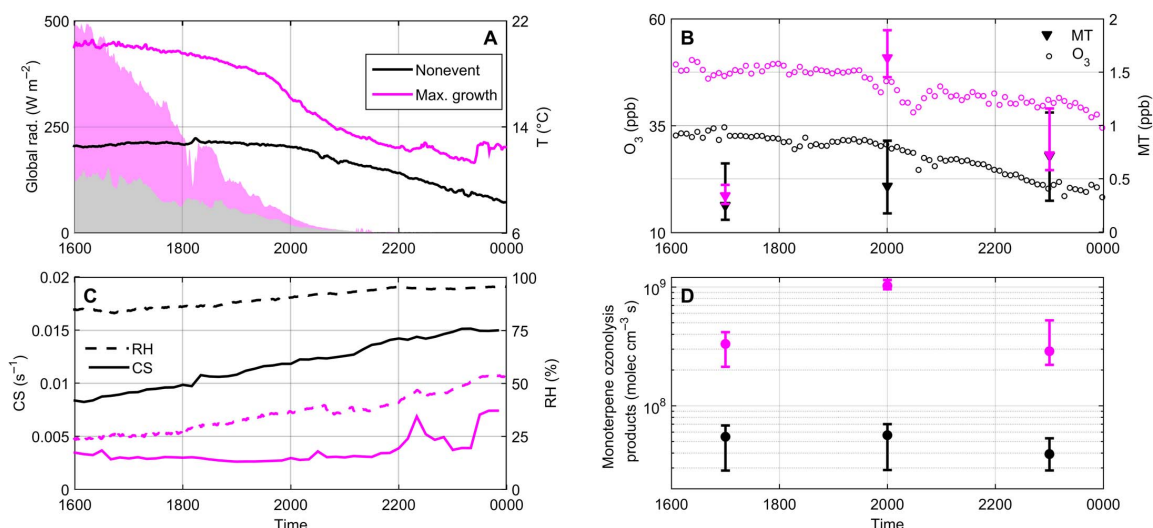 A
500
250
0
Global rad. (W m⁻²)
22
14
6
T (°C)
Nonevent
Max. growth
1600 1800 2000 2200 0000
B
60
35
10
O₃ (ppb)
2
1.5
1
0.5
0
MT (ppb)
MT
O₃
1600 1800 2000 2200 0000
C
0.02
0.015
0.01
0.005
0
CS (s⁻¹)
100
75
50
25
0
RH (%)
RH
CS
1600 1800 2000 2200 0000
Time
D
10⁹
10⁸
Monoterpene ozonolysis
products (molec cm⁻³ s)
1600 1800 2000 2200 0000
Time